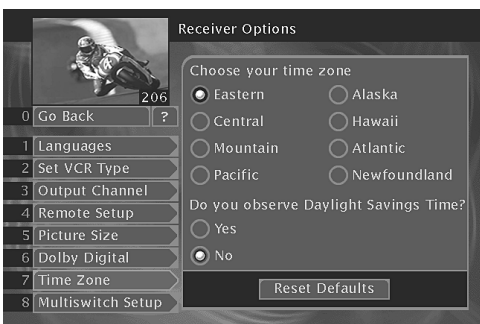 Receiver Options
206
0 Go Back ?
1 Languages
2 Set VCR Type
3 Output Channel
4 Remote Setup
5 Picture Size
6 Dolby Digital
7 Time Zone
8 Multiswitch Setup
Choose your time zone
Eastern
Alaska
Central
Hawaii
Mountain
Atlantic
Pacific
Newfoundland
Do you observe Daylight Savings Time?
Yes
No
Reset Defaults